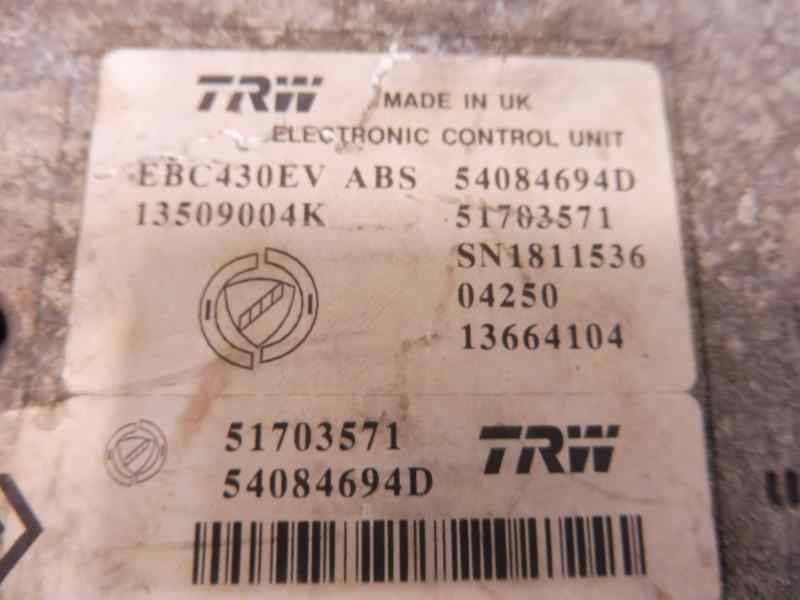 TRW MADE IN UK
ELECTRONIC CONTROL UNIT
EBC430EV ABS 54084694D
13509004K 51703571
SN1811536
04250
13664104
51703571 TRW
54084694D